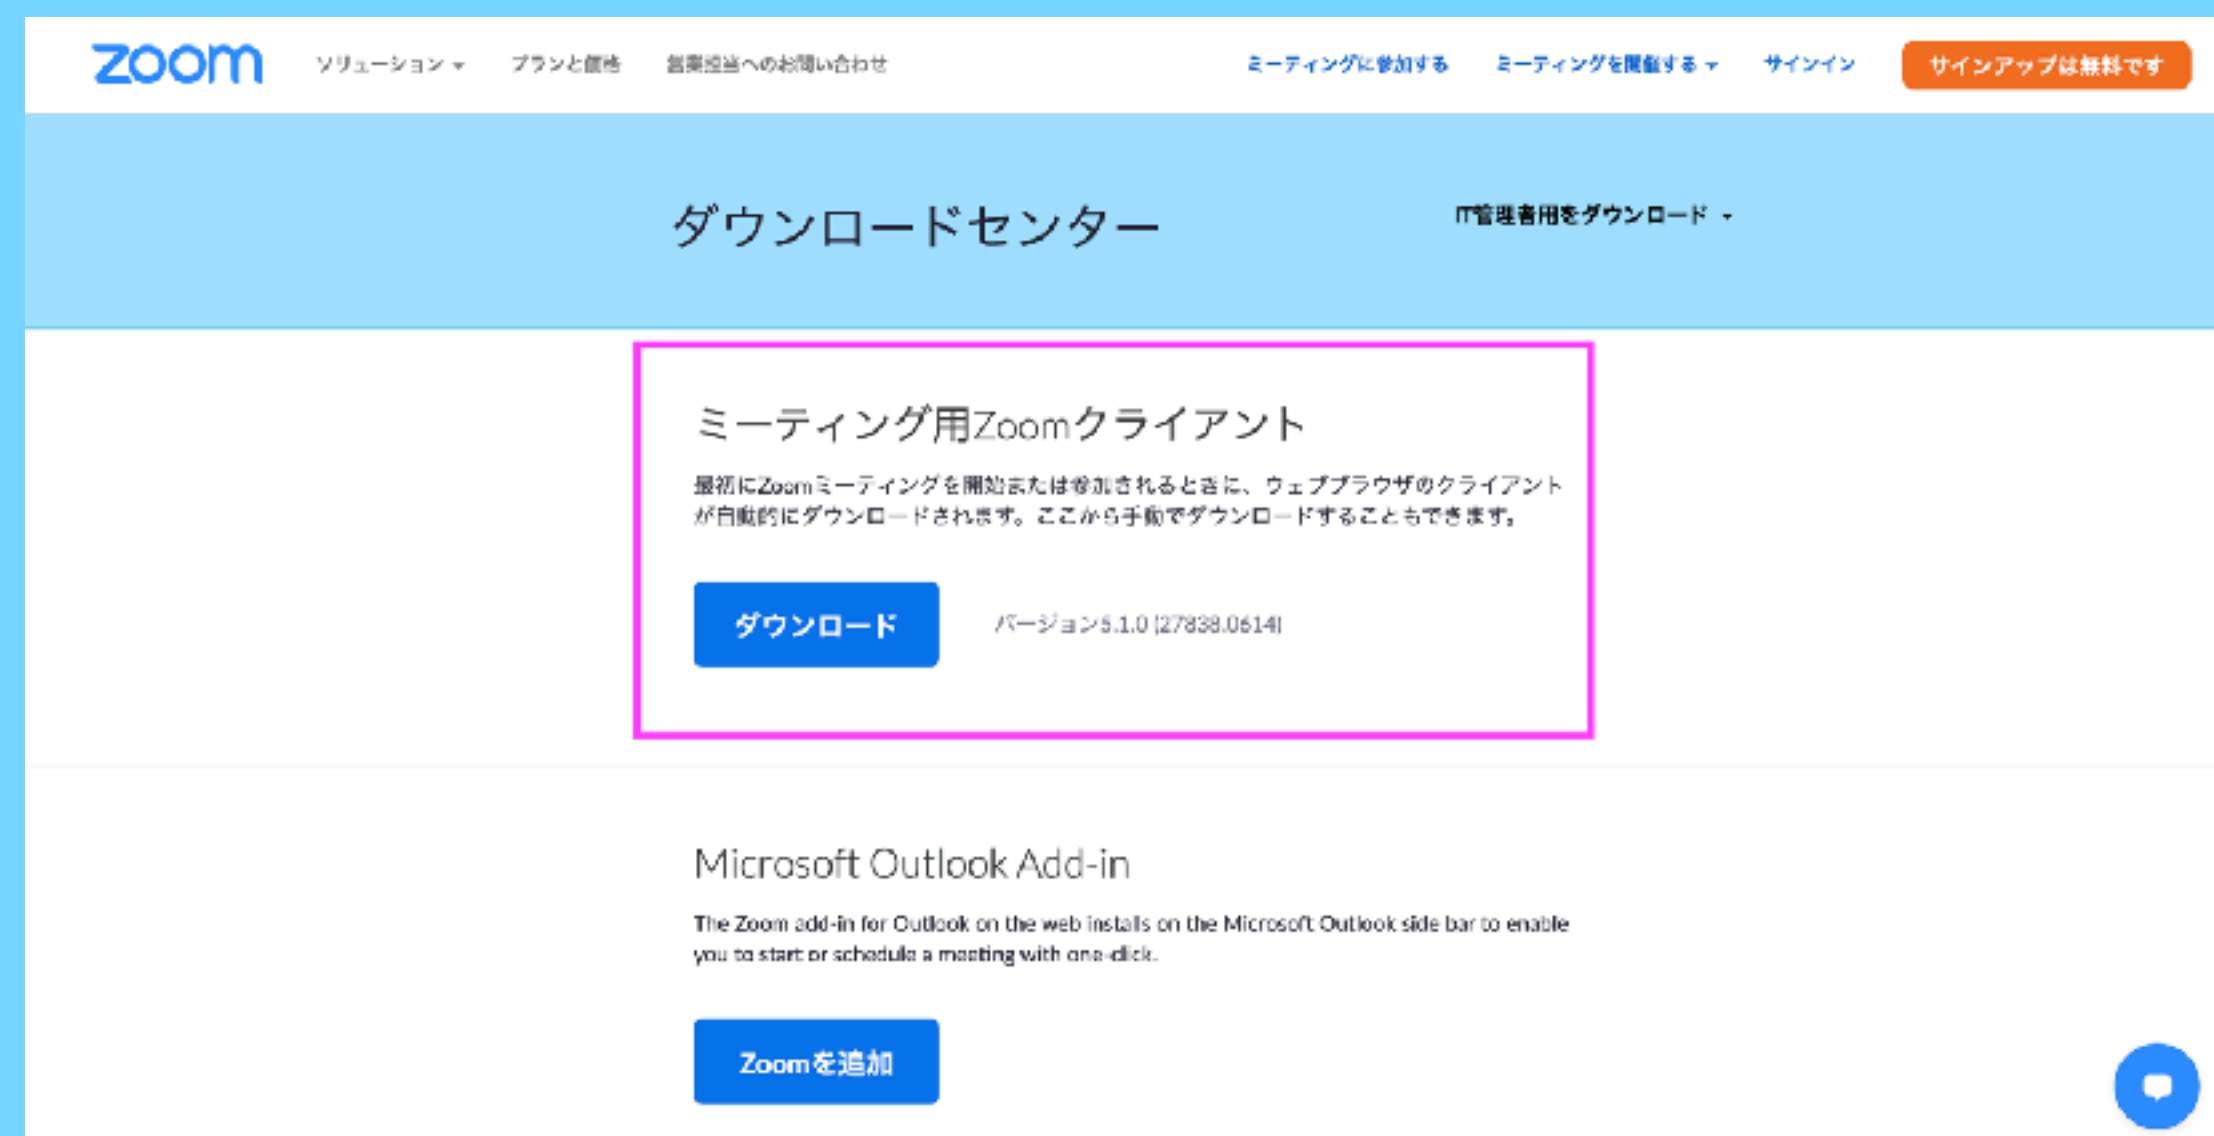 zoom
ソリューション
プランと価格
営業担当へのお問い合わせ
ミーティングに参加する
ミーティングを開催する
サインイン
サインアップは無料です
ダウンロードセンター
IT管理者用をダウンロード
ミーティング用Zoomクライアント
最初にZoomミーティングを開始または参加されるときに、ウェブブラウザのクライアント
が自動的にダウンロードされます。ここから手動でダウンロードすることもできます。
ダウンロード
バージョン5.1.0 (27838.0614)
Microsoft Outlook Add-in
The Zoom add-in for Outlook on the web installs on the Microsoft Outlook side bar to enable
you to start or schedule a meeting with one-click.
Zoomを追加